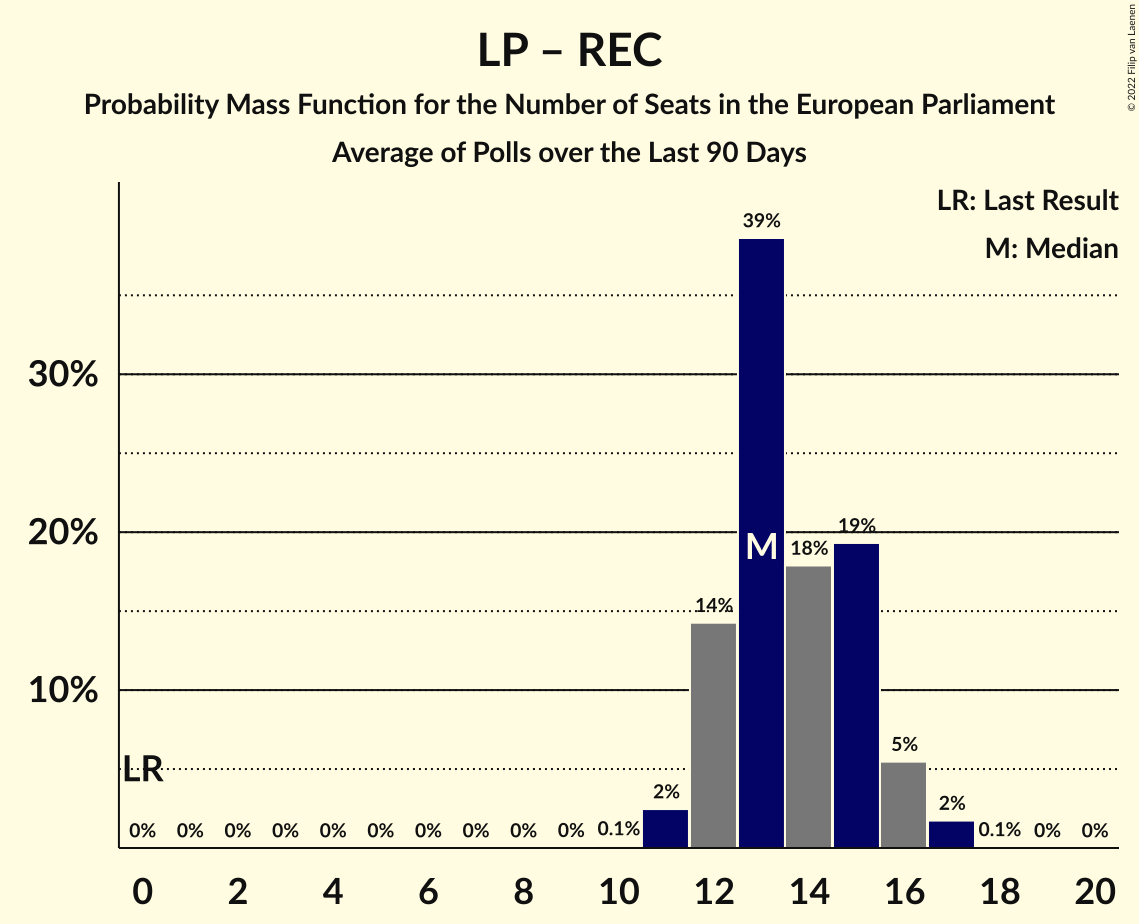 LP – REC
Probability Mass Function for the Number of Seats in the European Parliament
Average of Polls over the Last 90 Days
© 2022 Filip van Laenen
LR: Last Result
M: Median
39%
30%
20%
19%
M
18%
14%
10%
LR
5%
2%
2%
0% 0% 0% 0% 0% 0% 0% 0% 0% 0% 0.1% 0.1% 0% 0%
0 2 4 6 8 10 12 14 16 18 20